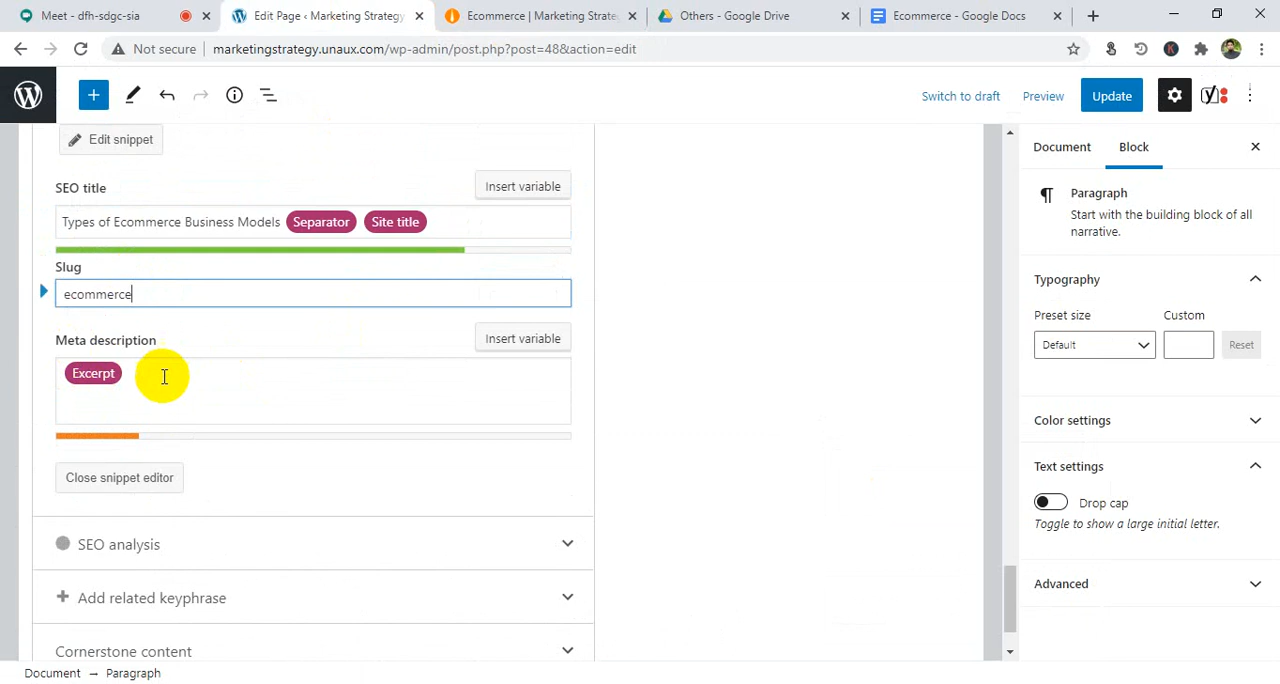 Meet - dfh-sdgc-sia
Edit Page ‹ Marketing Strategy
Ecommerce | Marketing Strate
Others - Google Drive
Ecommerce - Google Docs
Not secure
marketingstrategy.unaux.com/wp-admin/post.php?post=48&action=edit
Switch to draft
Preview
Update
Edit snippet
SEO title
Insert variable
Types of Ecommerce Business Models Separator Site title
Slug
ecommerce
Meta description
Insert variable
Excerpt
Close snippet editor
SEO analysis
Add related keyphrase
Cornerstone content
Document
Block
Paragraph
Start with the building block of all
narrative.
Typography
Preset size
Custom
Default
Reset
Color settings
Text settings
Drop cap
Toggle to show a large initial letter.
Advanced
Document → Paragraph